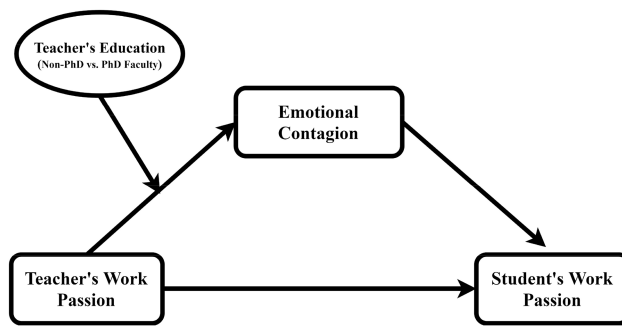 Teacher's Education
(Non-PhD vs. PhD Faculty)
Emotional
Contagion
Teacher's Work
Passion
Student's Work
Passion